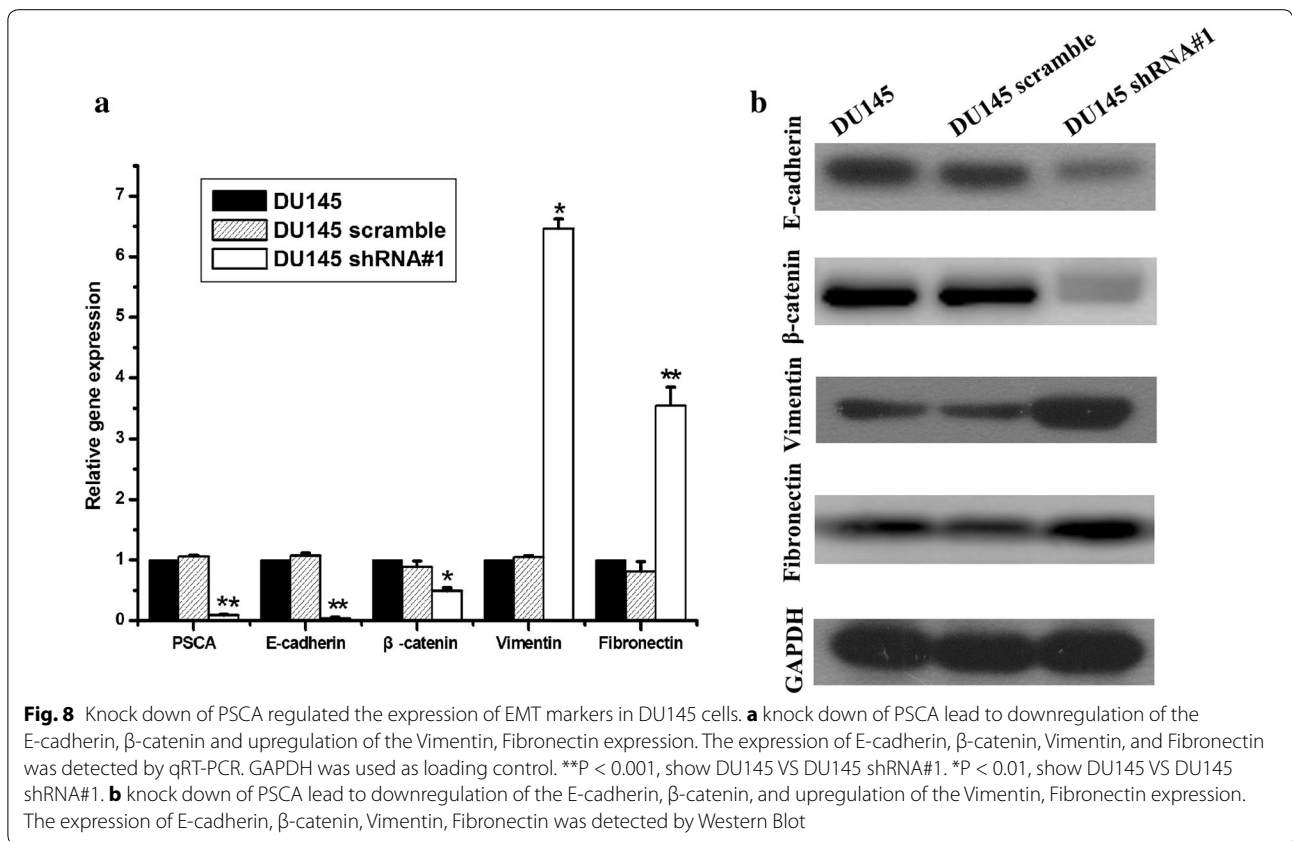 a
7
6
5
4
3
2
1
0
Relative gene expression
DU145
DU145 scramble
DU145 shRNA#1
**
**
*
*
**
PSCA
E-cadherin
β -catenin
Vimentin
Fibronectin
b
DU145
DU145 scramble
DU145 shRNA#1
E-cadherin
β-catenin
Vimentin
Fibronectin
GAPDH
Fig. 8 Knock down of PSCA regulated the expression of EMT markers in DU145 cells. a knock down of PSCA lead to downregulation of the
E-cadherin, β-catenin and upregulation of the Vimentin, Fibronectin expression. The expression of E-cadherin, β-catenin, Vimentin, and Fibronectin
was detected by qRT-PCR. GAPDH was used as loading control. **P < 0.001, show DU145 VS DU145 shRNA#1. *P < 0.01, show DU145 VS DU145
shRNA#1. b knock down of PSCA lead to downregulation of the E-cadherin, β-catenin, and upregulation of the Vimentin, Fibronectin expression.
The expression of E-cadherin, β-catenin, Vimentin, Fibronectin was detected by Western Blot